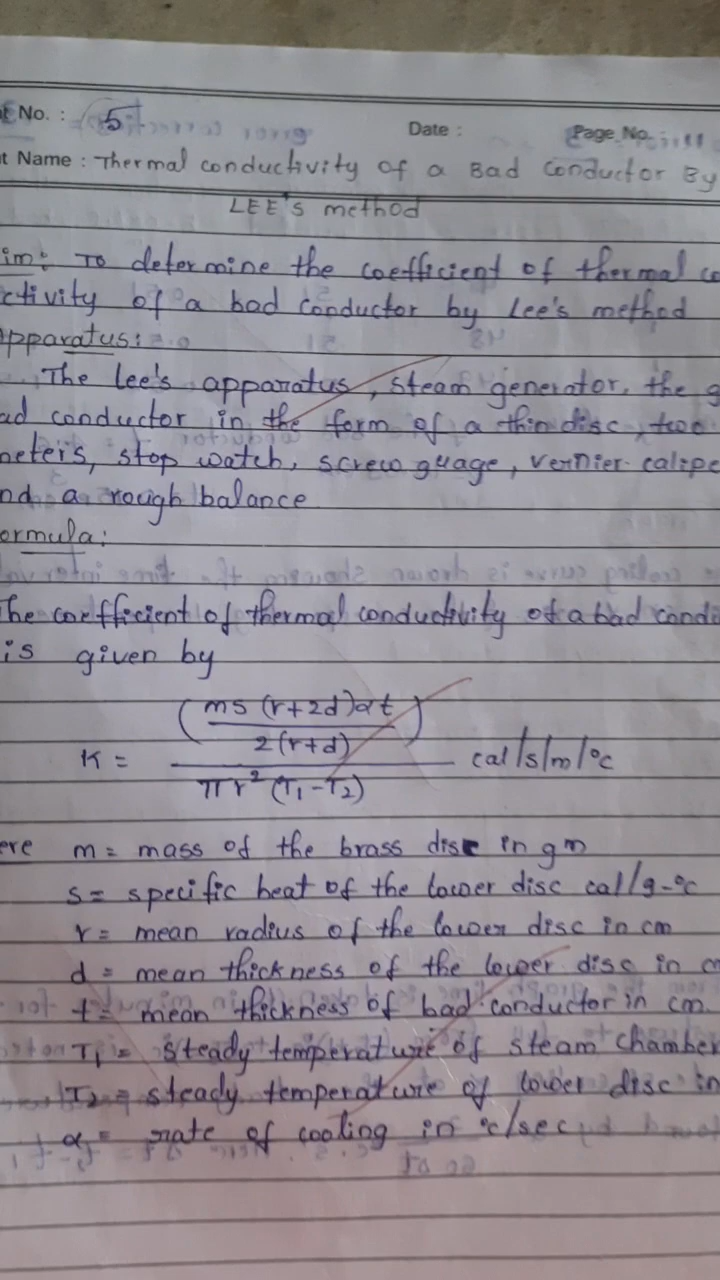 t No. : 5 Date : Page No.
t Name : Thermal conductivity of a Bad Conductor By
LEE's method
im: To determine the coefficient of thermal co
ctivity of a bad conductor by Lee's method
pparatus:
The Lee's apparatus, steam generator, the g
ad conductor in the form of a thin disc, two
meters, stop watch, screw guage, vernier calipe
nd a rough balance
ormula:
The coefficient of thermal conductivity of a bad condu
is given by
K = (ms (r+2d)αt / 2(r+d)) / πr²(T₁-T₂) cal/s/m/°c
ere m= mass of the brass disc in gm
s= specific heat of the lower disc cal/g-°c
r= mean radius of the lower disc in cm
d = mean thickness of the lower disc in c
t= mean thickness of bad conductor in cm.
T₁= steady temperature of steam chamber
T₂= steady temperature of lower disc in
α= rate of cooling in °c/sec